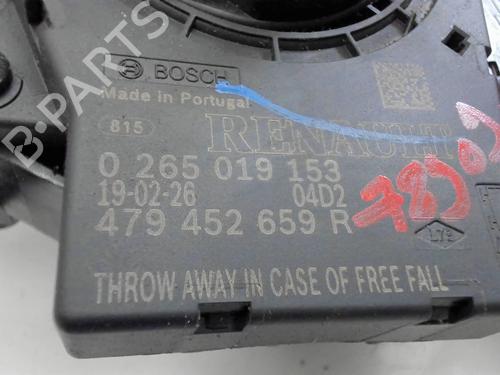 BOSCH
Made in Portugal
815 RENAULT
0 265 019 153
19-02-26 04D2
479 452 659 R
THROW AWAY IN CASE OF FREE FALL
B-PARTS